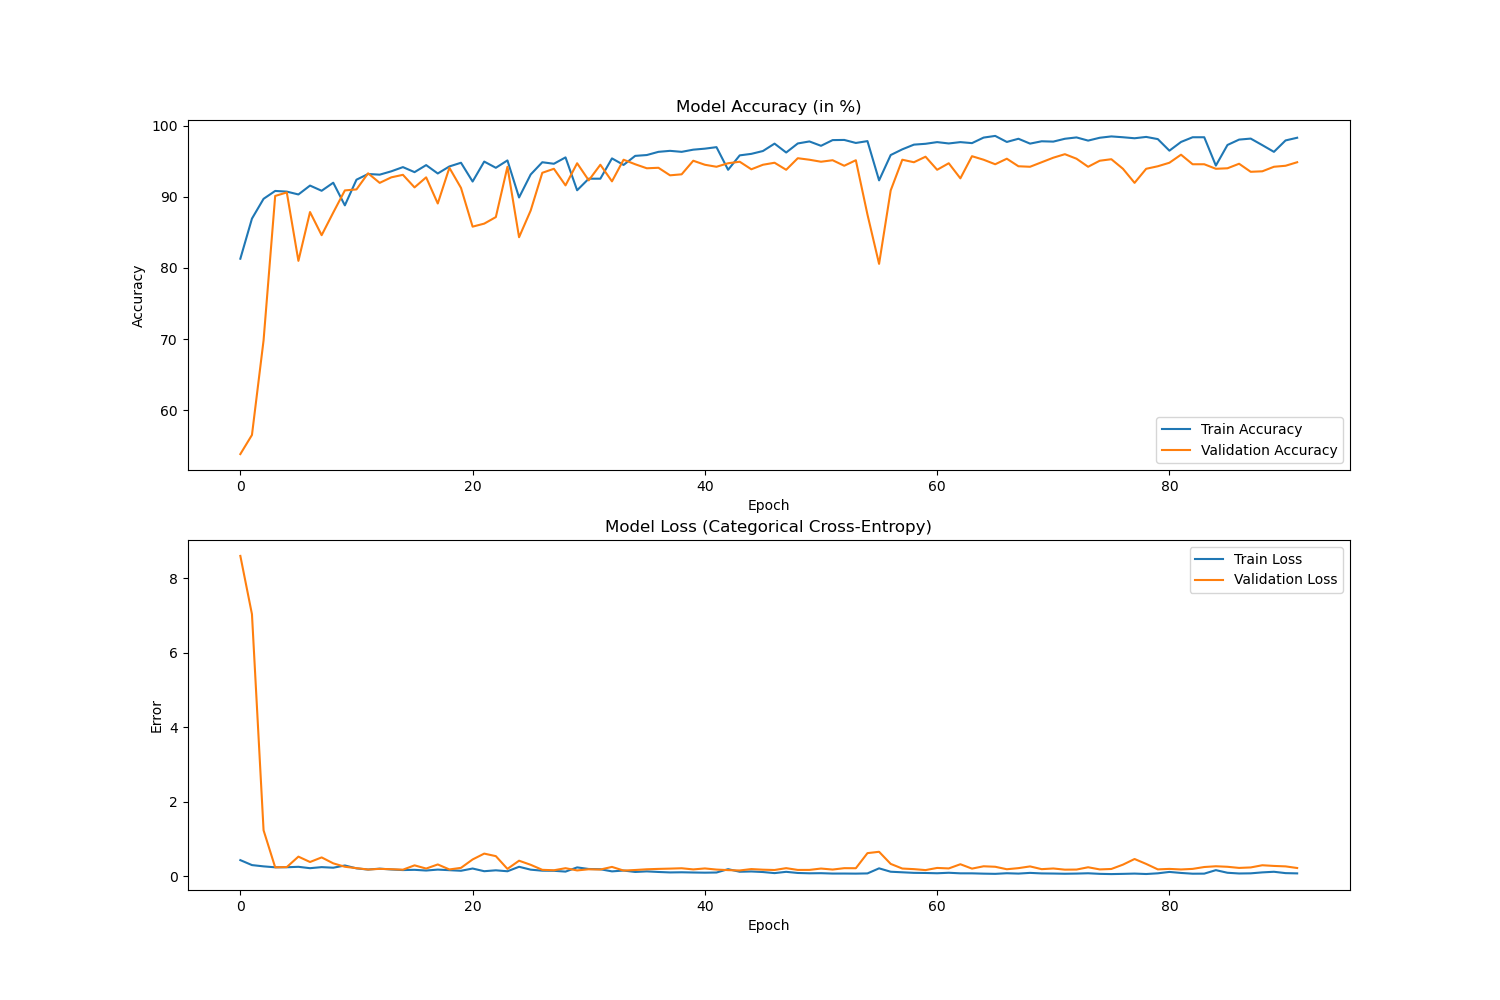 Model Accuracy (in %)
100
90
80
70
60
Accuracy
Train Accuracy
Validation Accuracy
0 20 40 60 80
Epoch
Model Loss (Categorical Cross-Entropy)
Train Loss
Validation Loss
8
6
4
2
0
Error
0 20 40 60 80
Epoch